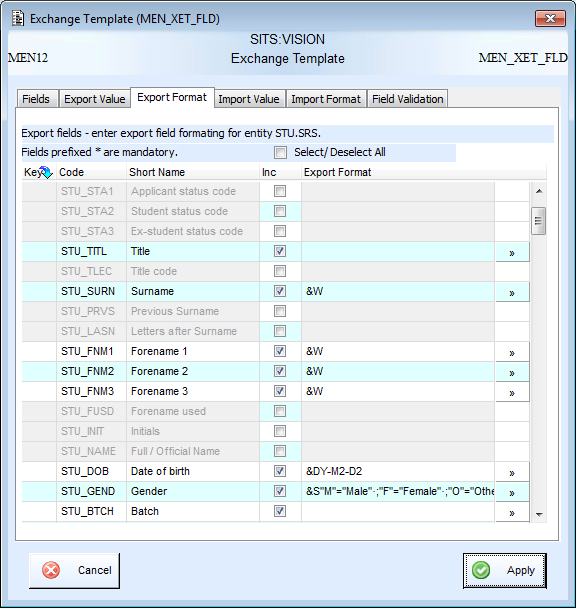 Exchange Template (MEN_XET_FLD)
SITS:VISION
MEN12 Exchange Template MEN_XET_FLD
Fields Export Value Export Format Import Value Import Format Field Validation
Export fields - enter export field formating for entity STU.SRS.
Fields prefixed * are mandatory. Select/ Deselect All
Key Code Short Name Inc Export Format
STU_STA1 Applicant status code
STU_STA2 Student status code
STU_STA3 Ex-student status code
STU_TITL Title »
STU_TLEC Title code
STU_SURN Surname &W »
STU_PRVS Previous Surname
STU_LASN Letters after Surname
STU_FNM1 Forename 1 &W »
STU_FNM2 Forename 2 &W »
STU_FNM3 Forename 3 &W »
STU_FUSD Forename used
STU_INIT Initials
STU_NAME Full / Official Name
STU_DOB Date of birth &DY-M2-D2 »
STU_GEND Gender &S"M"="Male"·;"F"="Female"·;"O"="Othe »
STU_BTCH Batch »
Cancel Apply